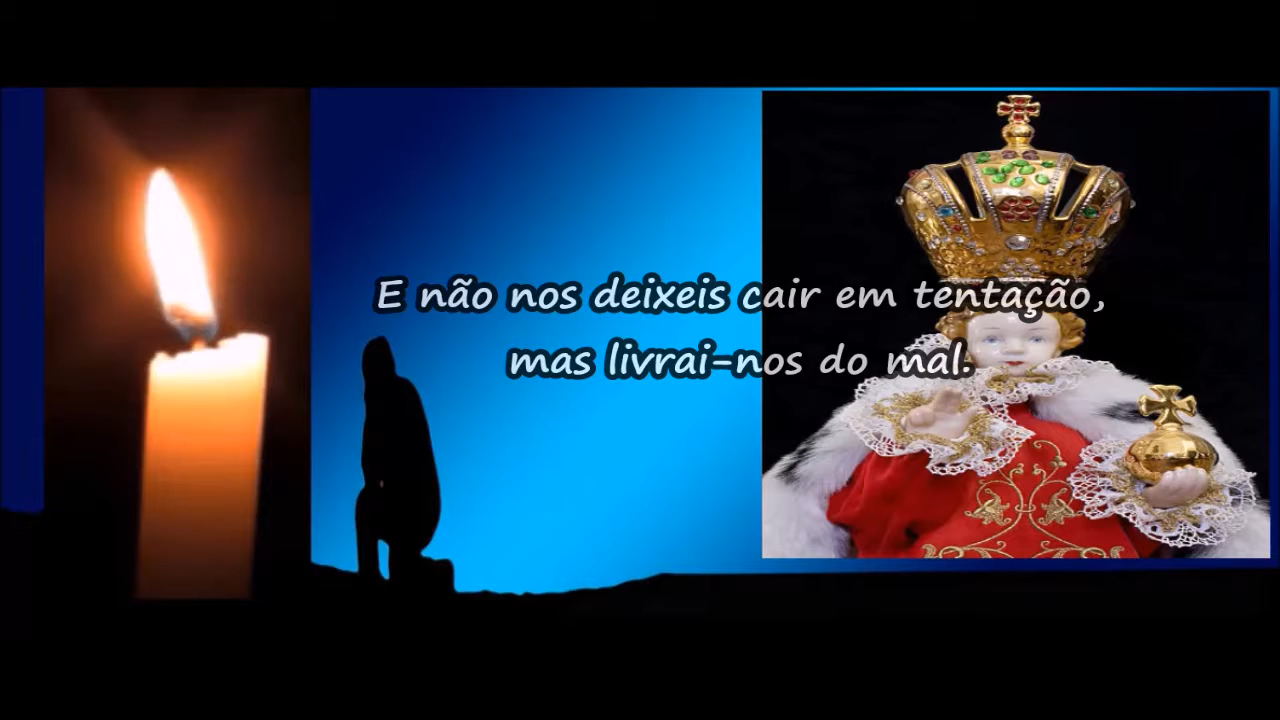 E não nos deixeis cair em tentação,
mas livrai-nos do mal.